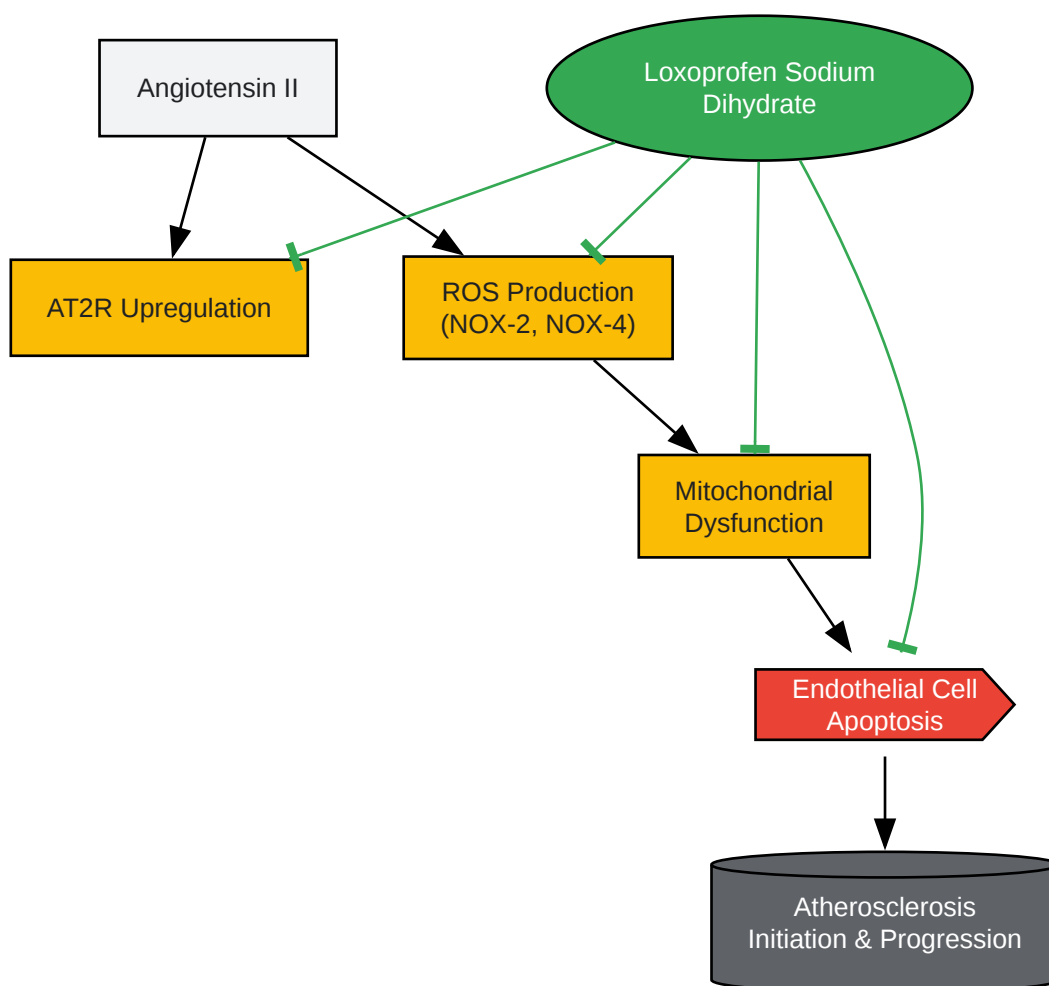 Angiotensin II
Loxoprofen Sodium
Dihydrate
AT2R Upregulation
ROS Production
(NOX-2, NOX-4)
Mitochondrial
Dysfunction
Endothelial Cell
Apoptosis
Atherosclerosis
Initiation & Progression